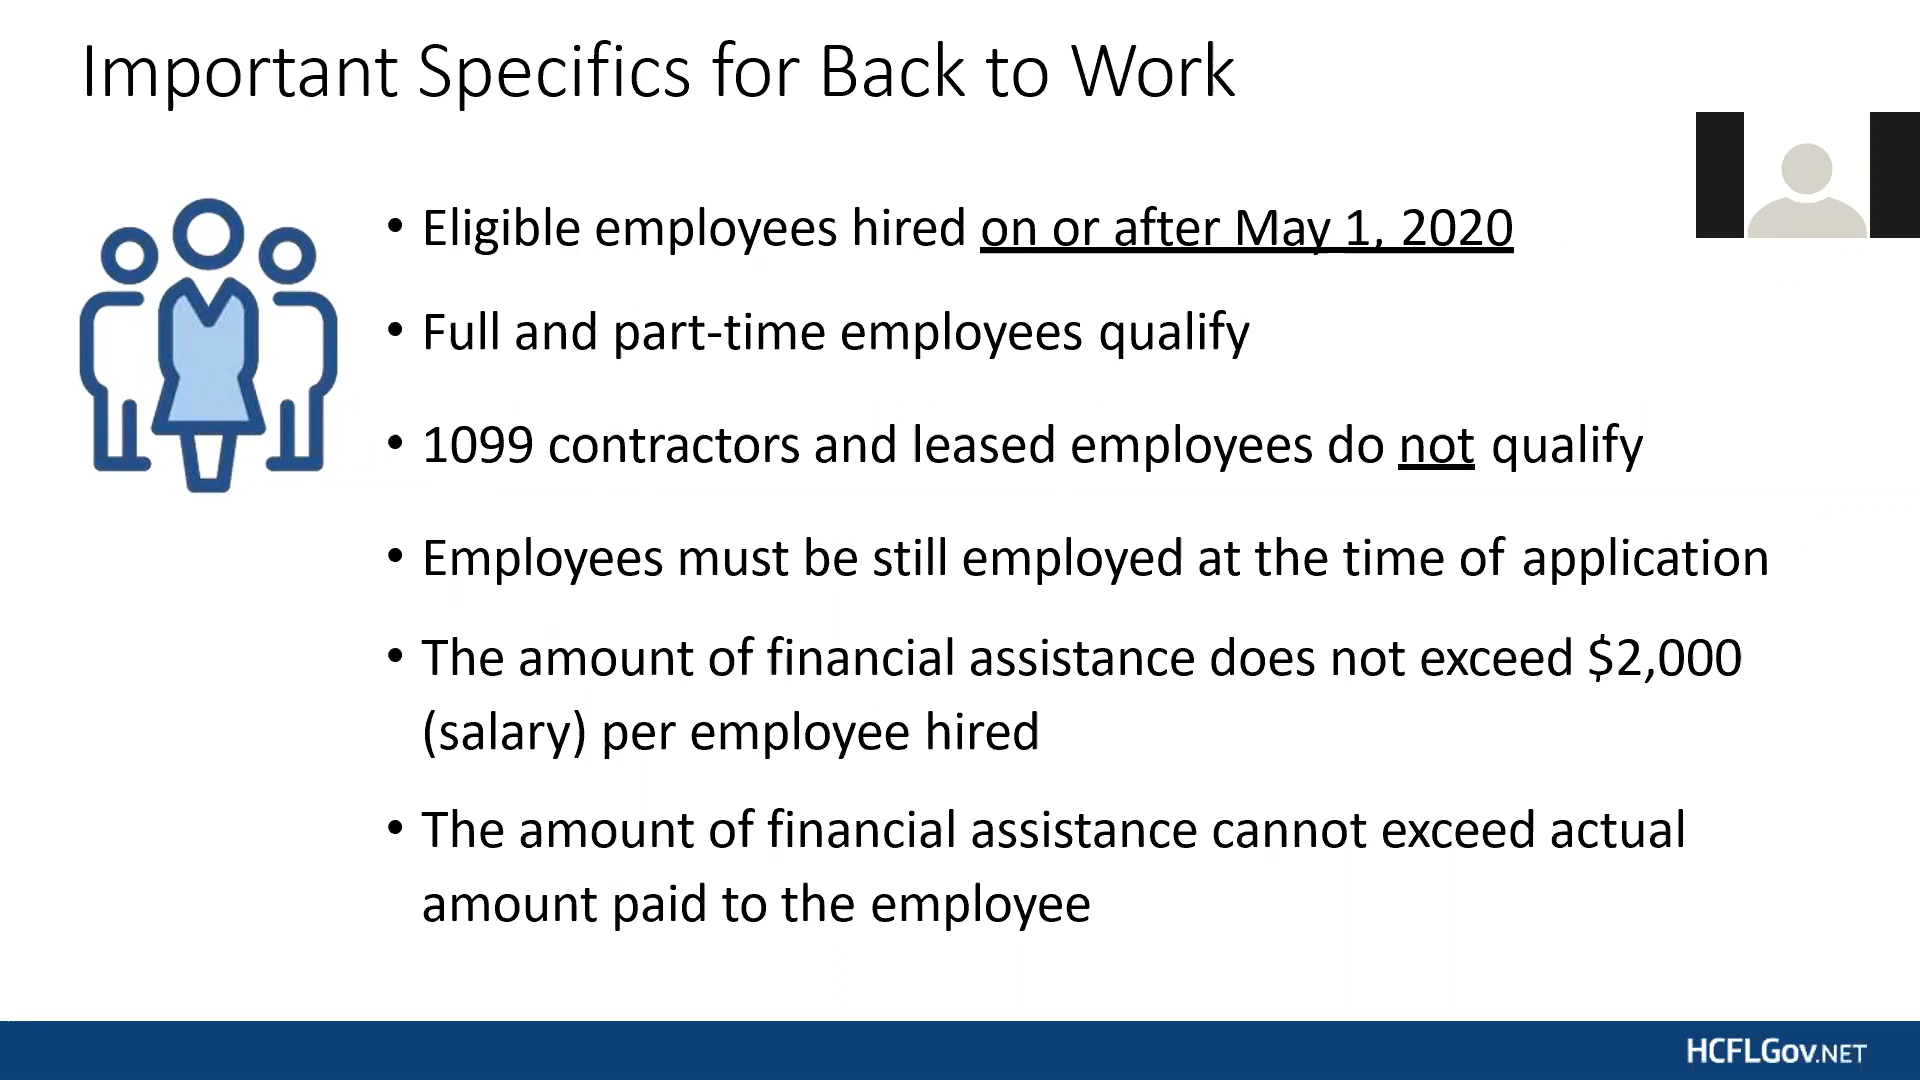 Important Specifics for Back to Work
• Eligible employees hired on or after May 1, 2020
• Full and part-time employees qualify
• 1099 contractors and leased employees do not qualify
• Employees must be still employed at the time of application
• The amount of financial assistance does not exceed $2,000
(salary) per employee hired
• The amount of financial assistance cannot exceed actual
amount paid to the employee
HCFLGov.NET